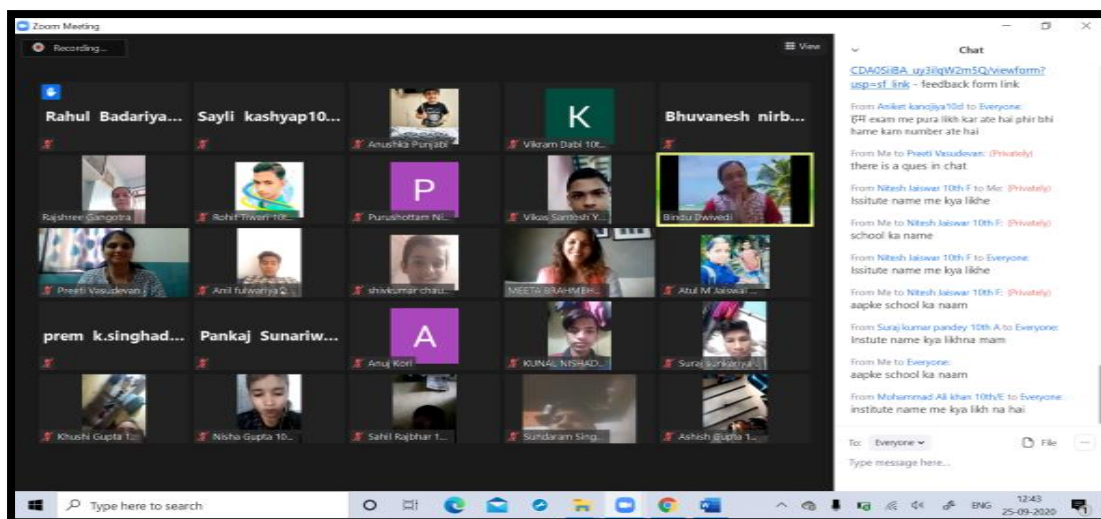 Zoom Meeting
Recording...
View
Rahul Badariya...
Sayli kashyap10...
Anushka Punjabi
K
Vikram Dabi 10t...
Bhuvanesh nirb...
Rajshree Gangotra
Rohit Tiwari 10t...
P
Purushottam Ni...
Vikas Santosh Y...
Bindu Dwivedi
Preeti Vasudevan
Anil fulwariya
shivkumar chau...
MEETA BRAHMBH...
Atul M Jaiswal ...
prem k.singhad...
Pankaj Sunariw...
A
Anuj Kori
KUNAL NISHAD...
Suraj sunkariya...
Khushi Gupta 1...
Nisha Gupta 10...
Sahil Rajbhar 1...
Sundaram Sing...
Ashish Gupta 1...
Chat
usp=sf_link - feedback form link
From Aniket kanojiya10d to Everyone:
हम exam me pura likh kar ate hai phir bhi
hame kam number ate hai
From Me to Preeti Vasudevan: (Privately)
there is a ques in chat
From Nitesh Jaiswar 10th F to Me: (Privately)
Issitute name me kya likhe
From Me to Nitesh Jaiswar 10th F: (Privately)
school ka name
From Nitesh Jaiswar 10th F to Everyone:
Issitute name me kya likhe
From Me to Nitesh Jaiswar 10th F: (Privately)
aapke school ka naam
From Suraj kumar pandey 10th A to Everyone:
Instute name kya likhna mam
From Me to Everyone:
aapke school ka naam
From Mohammad Ali khan 10th/E to Everyone:
institute name me kya likh na hai
To: Everyone
File
Type message here...
Type here to search
ENG
12:43
25-09-2020